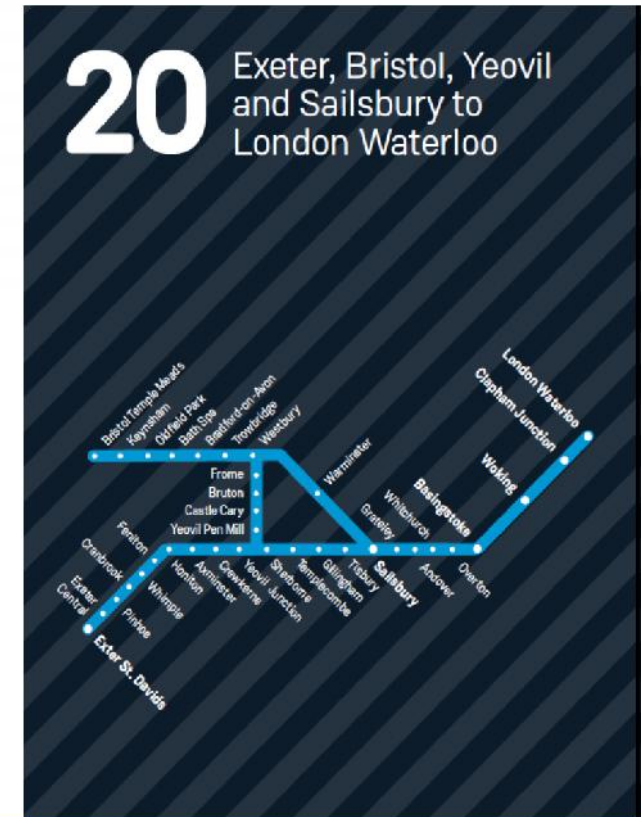 20
Exeter, Bristol, Yeovil
and Sailsbury to
London Waterloo
Bristol Temple Meads
Keynsham
Oldfield Park
Bath Spa
Bradford-on-Avon
Trowbridge
Westbury
Warminster
Frome
Bruton
Castle Cary
Yeovil Pen Mill
London Waterloo
Clapham Junction
Woking
Basingstoke
Whitchurch
Grateley
Feniton
Cranbrook
Exeter
Central
Exter St. Davids
Pinhoe
Whimple
Honiton
Axminster
Crewkerne
Yeovil Junction
Sherborne
Templecombe
Gillingham
Tisbury
Sailsbury
Andover
Overton